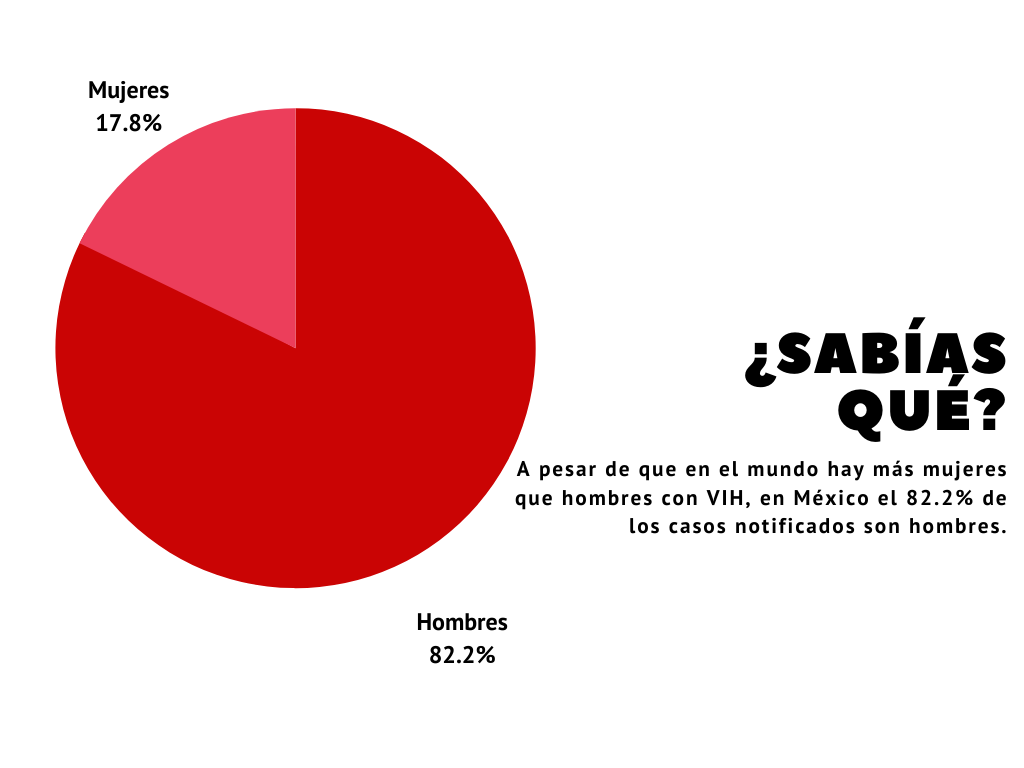 Mujeres
17.8%
¿SABÍAS
QUÉ?
A pesar de que en el mundo hay más mujeres
que hombres con VIH, en México el 82.2% de
los casos notificados son hombres.
Hombres
82.2%